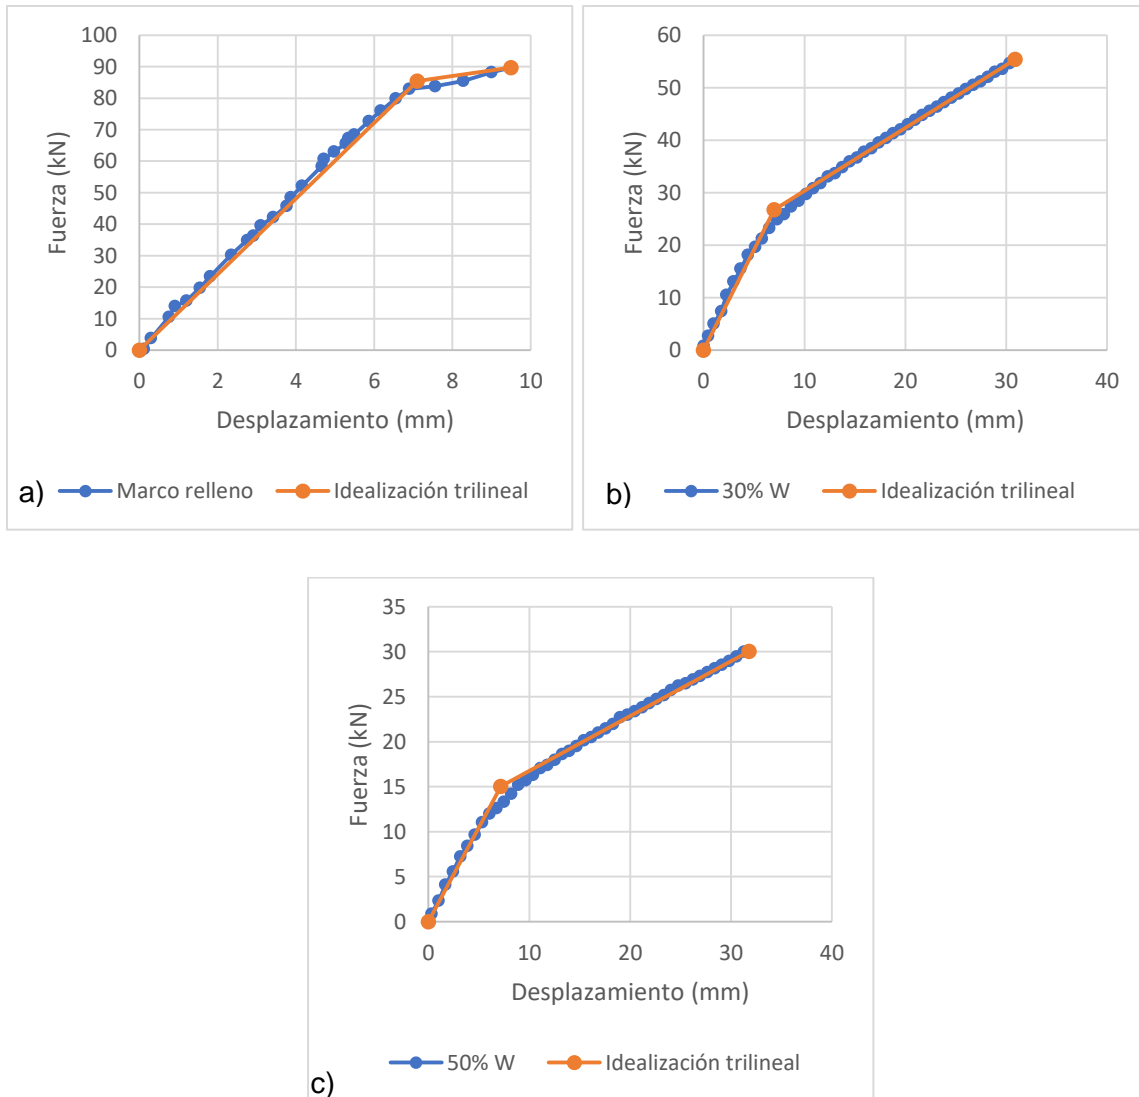 100
90
80
70
60
50
40
30
20
10
0
Fuerza (kN)
0 2 4 6 8 10
Desplazamiento (mm)
a) Marco relleno Idealización trilineal
60
50
40
30
20
10
0
Fuerza (kN)
0 10 20 30 40
Desplazamiento (mm)
b) 30% W Idealización trilineal
35
30
25
20
15
10
5
0
Fuerza (kN)
0 10 20 30 40
Desplazamiento (mm)
50% W Idealización trilineal
c)